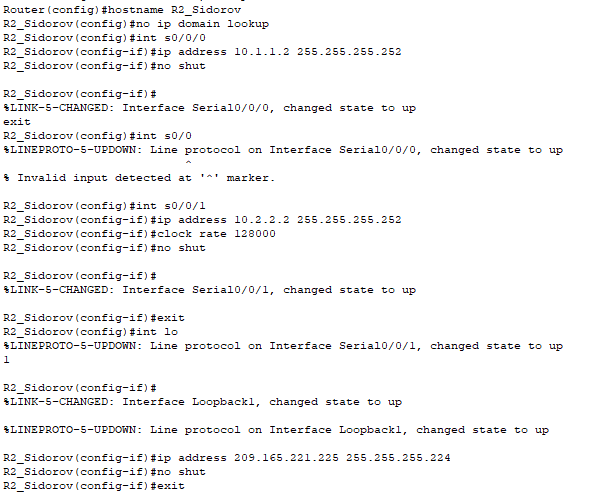 Router(config)#hostname R2_Sidorov
R2_Sidorov(config)#no ip domain lookup
R2_Sidorov(config)#int s0/0/0
R2_Sidorov(config-if)#ip address 10.1.1.2 255.255.255.252
R2_Sidorov(config-if)#no shut
R2_Sidorov(config-if)#
%LINK-5-CHANGED: Interface Serial0/0/0, changed state to up
exit
R2_Sidorov(config)#int s0/0
%LINEPROTO-5-UPDOWN: Line protocol on Interface Serial0/0/0, changed state to up
^
% Invalid input detected at '^' marker.
R2_Sidorov(config)#int s0/0/1
R2_Sidorov(config-if)#ip address 10.2.2.2 255.255.255.252
R2_Sidorov(config-if)#clock rate 128000
R2_Sidorov(config-if)#no shut
R2_Sidorov(config-if)#
%LINK-5-CHANGED: Interface Serial0/0/1, changed state to up
R2_Sidorov(config-if)#exit
R2_Sidorov(config)#int lo
%LINEPROTO-5-UPDOWN: Line protocol on Interface Serial0/0/1, changed state to up
1
R2_Sidorov(config-if)#
%LINK-5-CHANGED: Interface Loopback1, changed state to up
%LINEPROTO-5-UPDOWN: Line protocol on Interface Loopback1, changed state to up
R2_Sidorov(config-if)#ip address 209.165.221.225 255.255.255.224
R2_Sidorov(config-if)#no shut
R2_Sidorov(config-if)#exit